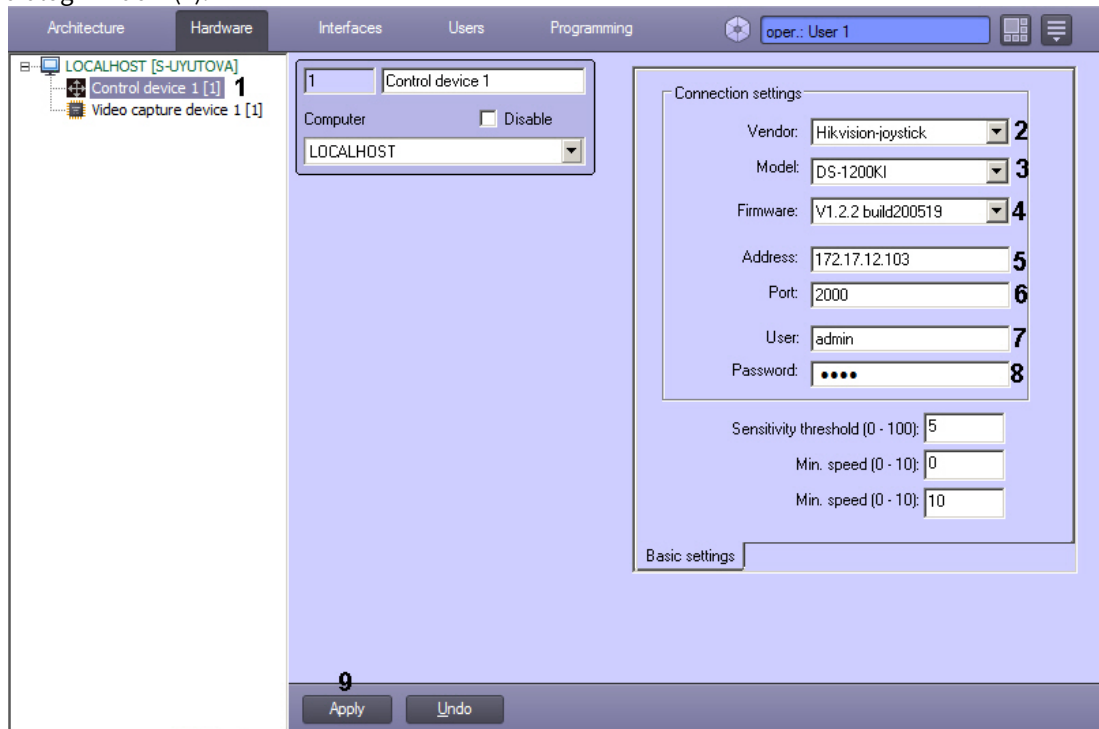 Architecture Hardware Interfaces Users Programming oper.: User 1
LOCALHOST [S-UYUTOVA]
Control device 1 [1] 1
Video capture device 1 [1]
1 Control device 1
Computer Disable
LOCALHOST
Connection settings
Vendor: Hikvision-joystick 2
Model: DS-1200KI 3
Firmware: V1.2.2 build200519 4
Address: 172.17.12.103 5
Port: 2000 6
User: admin 7
Password: •••• 8
Sensitivity threshold (0 - 100): 5
Min. speed (0 - 10): 0
Min. speed (0 - 10): 10
Basic settings
9
Apply Undo